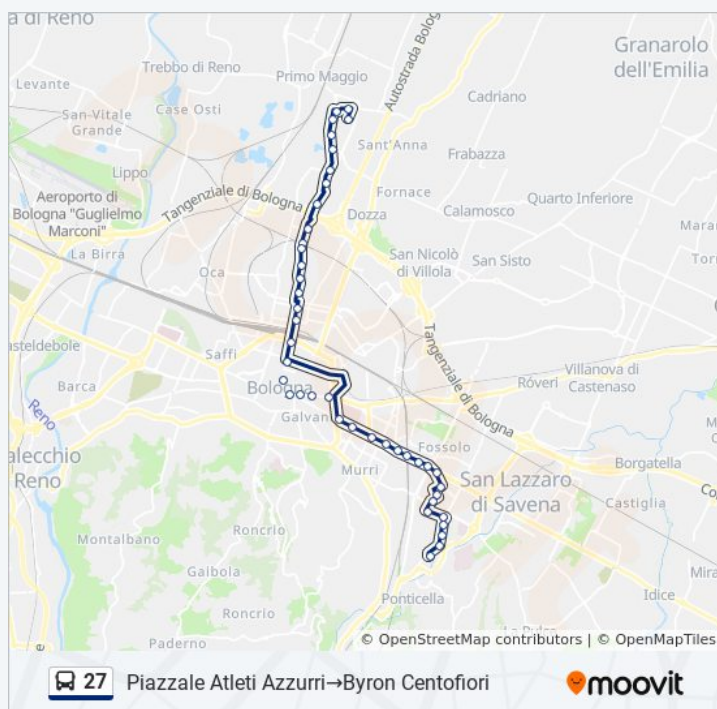 a di Reno
Granarolo
dell'Emilia
Trebbo di Reno
Primo Maggio
Levante
San-Vitale
Grande
Case Osti
Autostrada Bolog
Cadriano
Sant'Anna
Lippo
Frabazza
Aeroporto di
Bologna "Guglielmo
Marconi"
Tangenziale di Bologna
Fornace
Quarto Inferiore
Dozza
Calamosco
La Birra
San Nicolò
di Villola
San Sisto
Oca
Tangenziale di Bologna
asteldebole
Saffi
Villanova di
Castenaso
Róveri
Barca
Bologna
Reno
Galvan
Fossolo
Borgatella
alecchio
Reno
Murri
San Lazzaro
di Savena
Castiglia
Montalbano
Roncrio
Gaibola
Idice
Mira
Ponticella
Roncrio
Paderno
© OpenStreetMap contributors | © OpenMapTiles
27 Piazzale Atleti Azzurri→Byron Centofiori
moovit